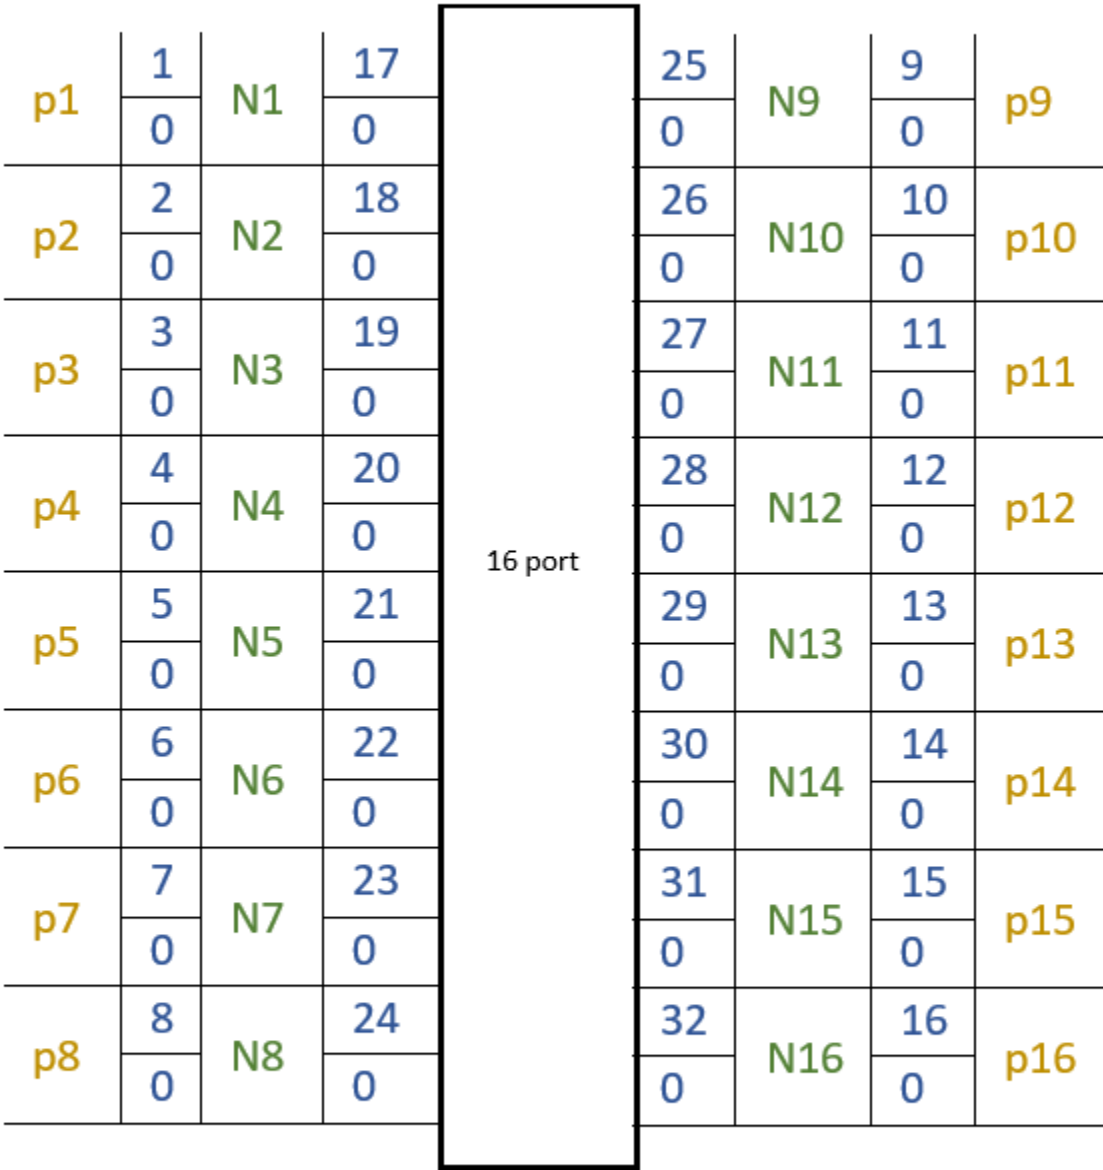 p1 1 N1 17 25 N9 9 p9
0 0 0 0
p2 2 N2 18 26 N10 10 p10
0 0 0 0
p3 3 N3 19 27 N11 11 p11
0 0 0 0
p4 4 N4 20 28 N12 12 p12
0 0 0 0
16 port
p5 5 N5 21 29 N13 13 p13
0 0 0 0
p6 6 N6 22 30 N14 14 p14
0 0 0 0
p7 7 N7 23 31 N15 15 p15
0 0 0 0
p8 8 N8 24 32 N16 16 p16
0 0 0 0